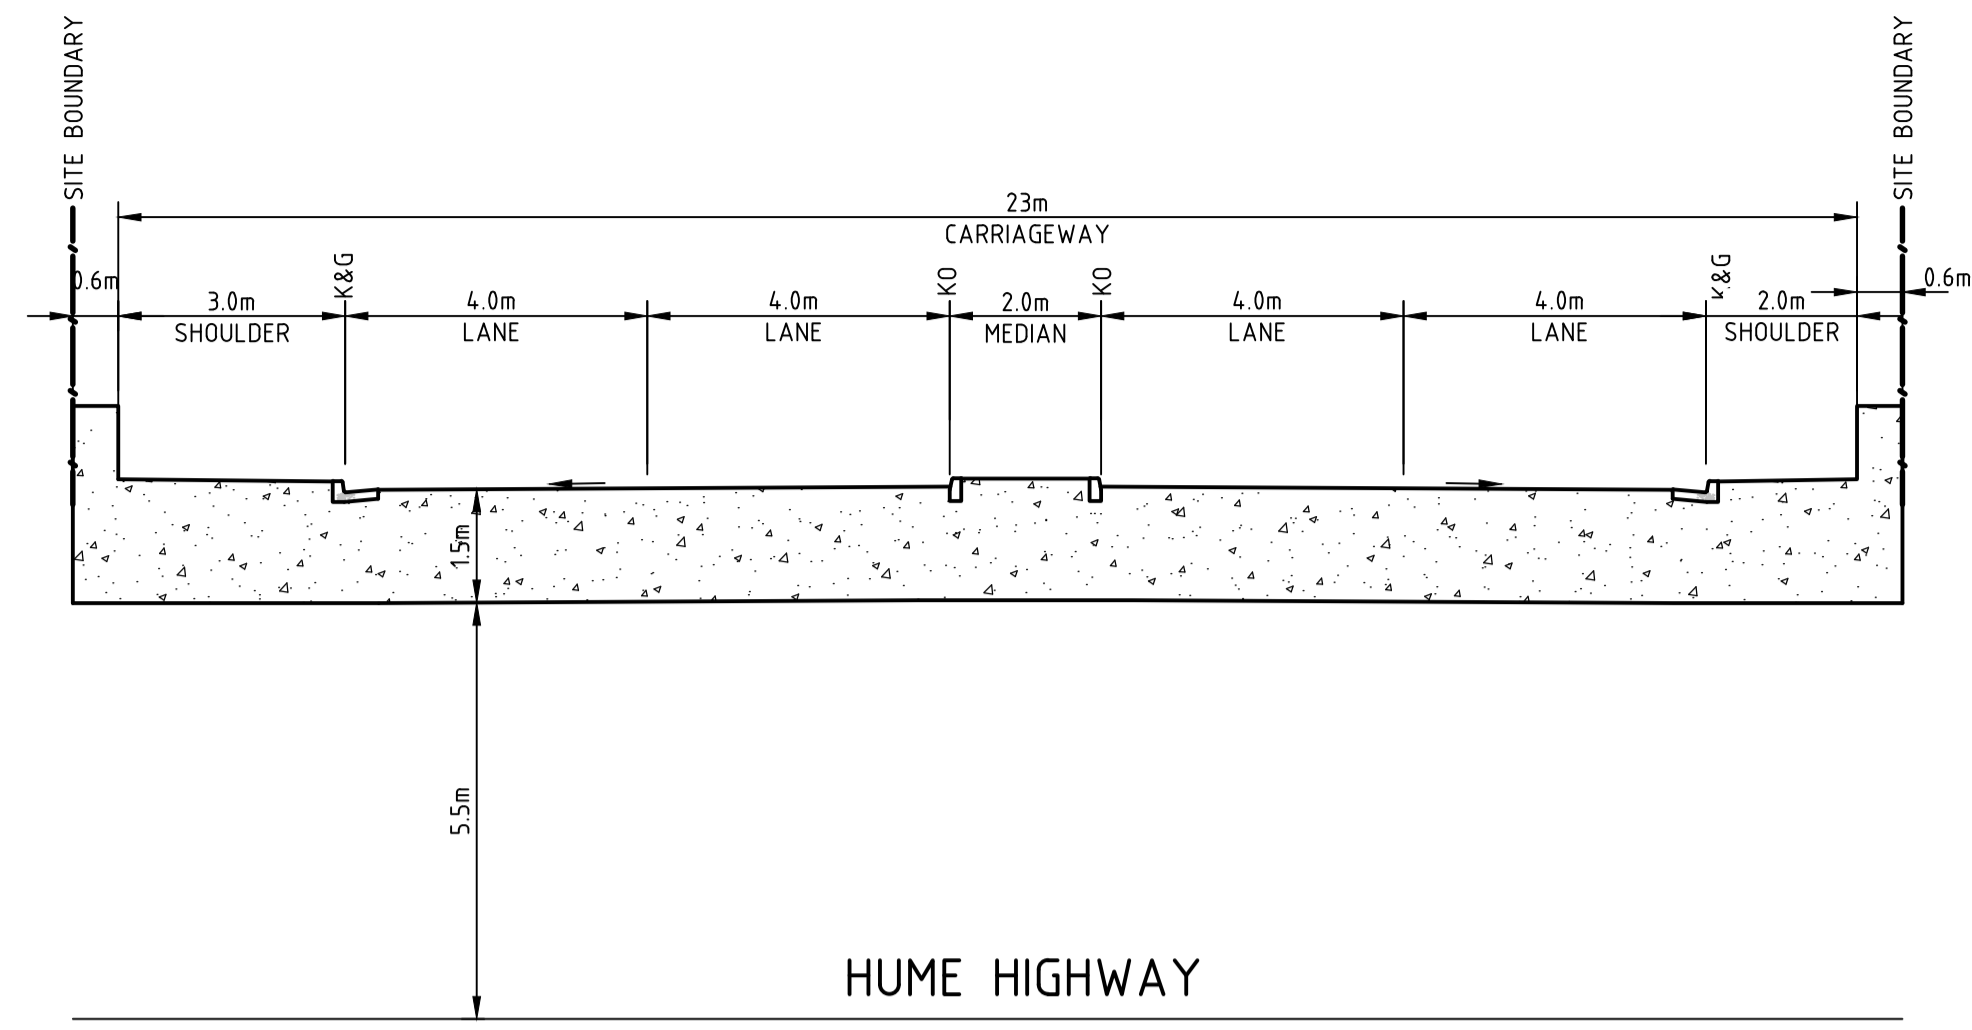 SITE BOUNDARY
SITE BOUNDARY
23m
CARRIAGEWAY
0.6m
K&G
KO
KO
K&G
0.6m
3.0m
4.0m
4.0m
2.0m
4.0m
4.0m
2.0m
SHOULDER
LANE
LANE
MEDIAN
LANE
LANE
SHOULDER
1.5m
5.5m
HUME HIGHWAY